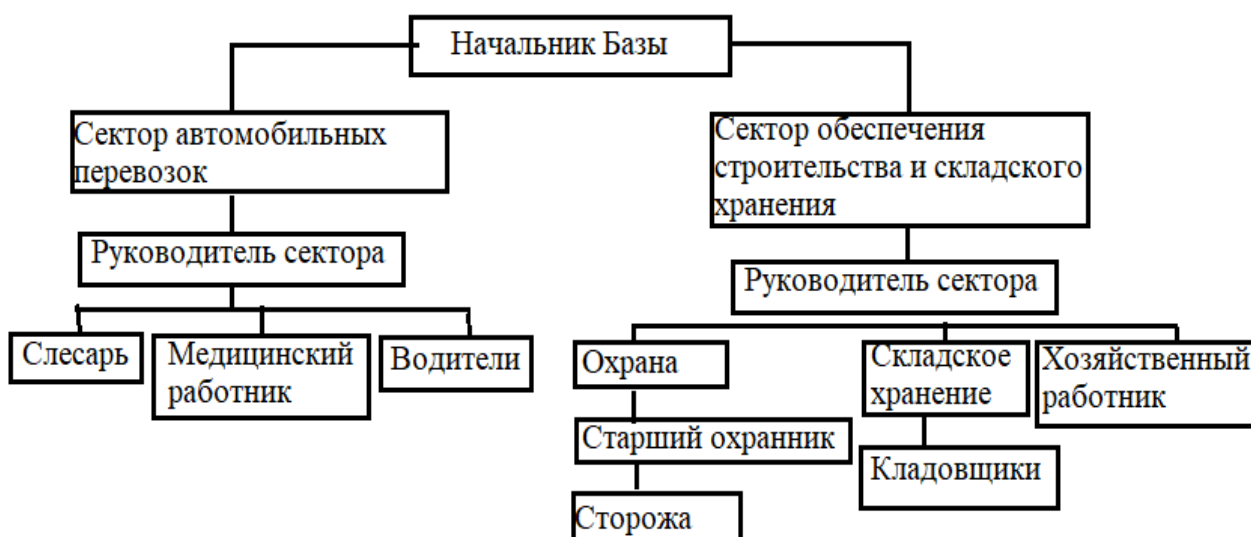 Начальник Базы
Сектор автомобильных
перевозок
Сектор обеспечения
строительства и складского
хранения
Руководитель сектора
Руководитель сектора
Слесарь
Медицинский
работник
Водители
Охрана
Складское
хранение
Хозяйственный
работник
Старший охранник
Кладовщики
Сторожа